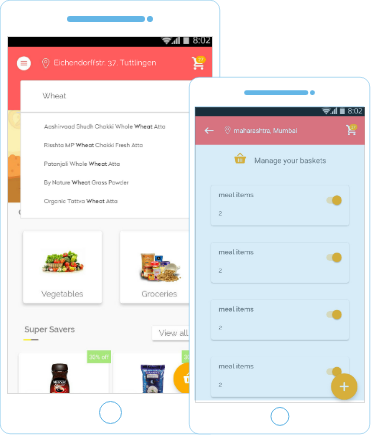 8:02
Eichendorffstr. 37, Tuttlingen
Wheat
Aashirvaad Shudh Chakki Whole Wheat Atta
Rishta MP Wheat Chakki Fresh Atta
Patanjali Whole Wheat Atta
By Nature Wheat Grass Powder
Organic Tattva Wheat Atta
Vegetables
Groceries
Super Savers
View all
30% off
8:02
maharashtra, Mumbai
Manage your baskets
meal items
2
meal items
2
meal items
2
meal items
2